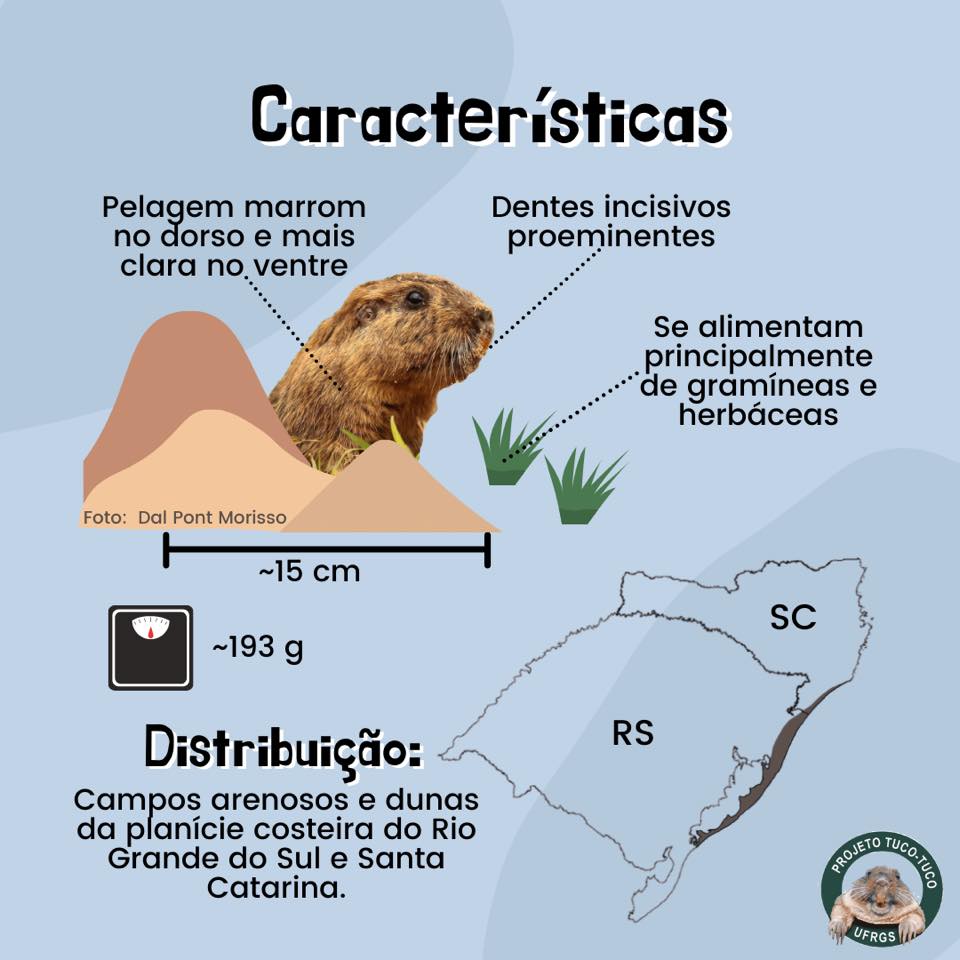 Características
Pelagem marrom
no dorso e mais
clara no ventre
Dentes incisivos
proeminentes
Se alimentam
principalmente
de gramíneas e
herbáceas
Foto: Dal Pont Morisso
~15 cm
~193 g
SC
RS
Distribuição:
Campos arenosos e dunas
da planície costeira do Rio
Grande do Sul e Santa
Catarina.
PROJETO TUCO-TUCO
UFRGS